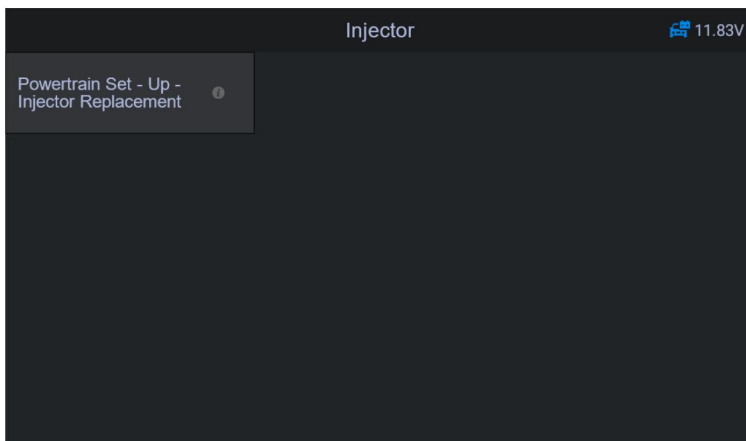 Injector
11.83V
Powertrain Set - Up -
Injector Replacement